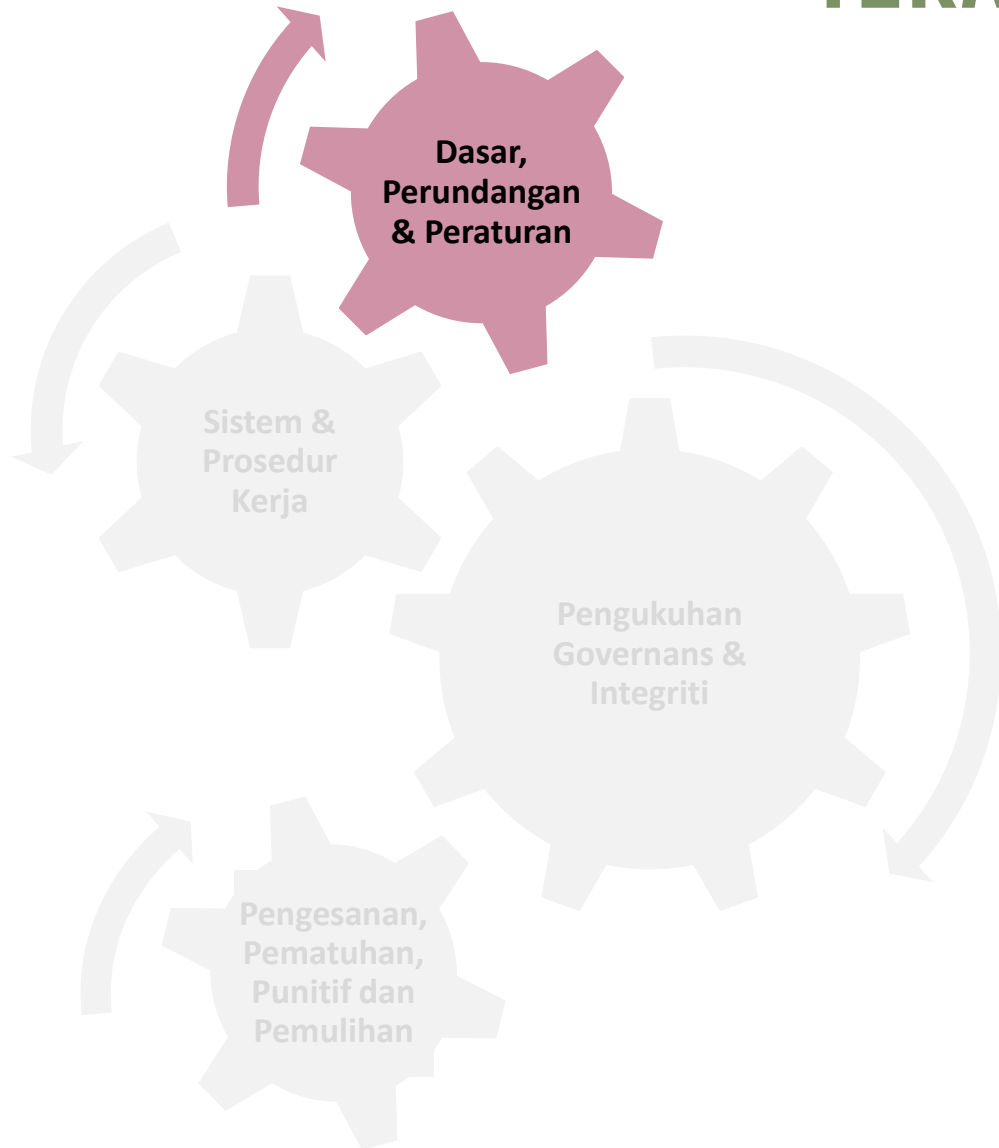 Dasar,
Perundangan
& Peraturan
Sistem &
Prosedur
Kerja
Pengukuhan
Governans &
Integriti
Pengesanan,
Pematuhan,
Punitif dan
Pemulihan